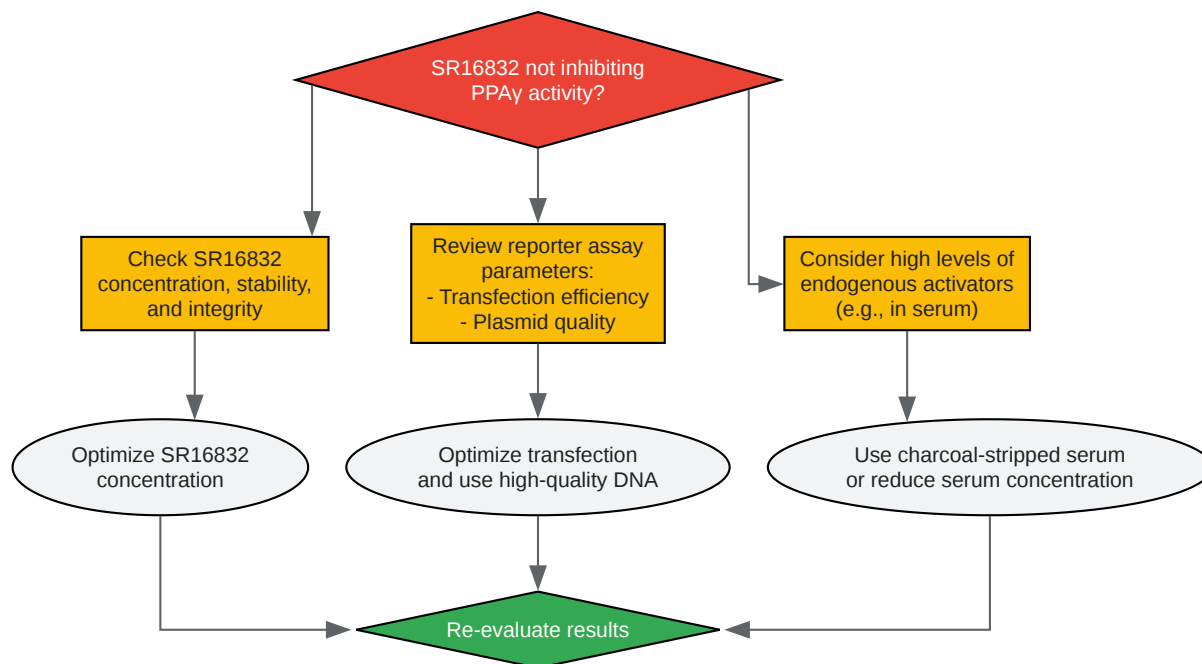 SR16832 not inhibiting
PPAγ activity?
Check SR16832
concentration, stability,
and integrity
Review reporter assay
parameters:
- Transfection efficiency
- Plasmid quality
Consider high levels of
endogenous activators
(e.g., in serum)
Optimize SR16832
concentration
Optimize transfection
and use high-quality DNA
Use charcoal-stripped serum
or reduce serum concentration
Re-evaluate results